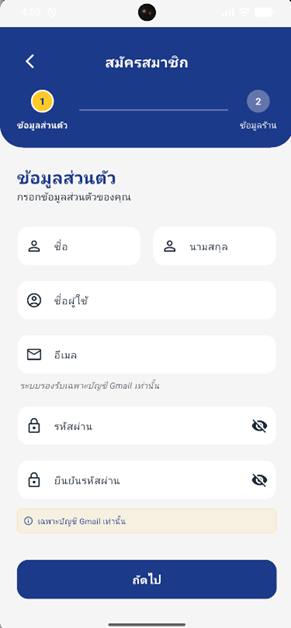 4:50
สมัครสมาชิก
1 2
ข้อมูลส่วนตัว ข้อมูลร้าน
ข้อมูลส่วนตัว
กรอกข้อมูลส่วนตัวของคุณ
ชื่อ นามสกุล
ชื่อผู้ใช้
อีเมล
ระบบรองรับเฉพาะบัญชี Gmail เท่านั้น
รหัสผ่าน
ยืนยันรหัสผ่าน
เฉพาะบัญชี Gmail เท่านั้น
ถัดไป